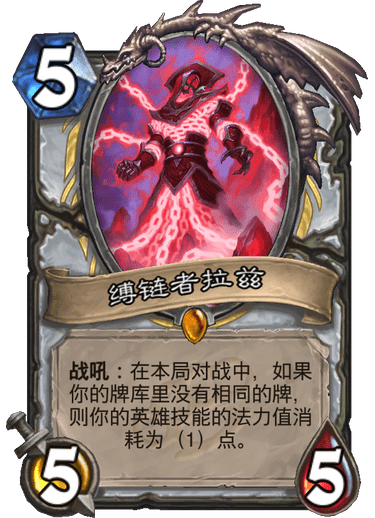 5
缚链者拉兹
战吼：在本局对战中，如果
你的牌库里没有相同的牌，
则你的英雄技能的法力值消
耗为（1）点。
5
5